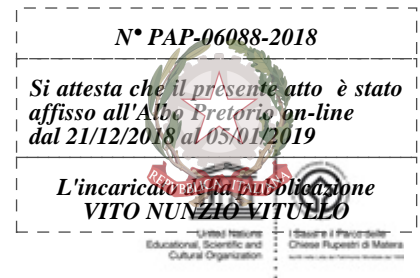 N° PAP-06088-2018
Si attesta che il presente atto è stato
affisso all'Albo Pretorio on-line
dal 21/12/2018 al 05/01/2019
L'incaricato della pubblicazione
VITO NUNZIO VITULLO
REPVBBLICA ITALIANA
United Nations
Educational, Scientific and
Cultural Organization
I Sassi e il Parco delle
Chiese Rupestri di Matera